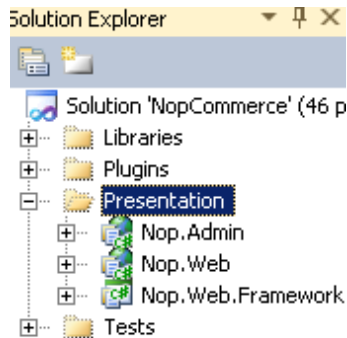 Solution Explorer
Solution 'NopCommerce' (46 p
Libraries
Plugins
Presentation
Nop.Admin
Nop.Web
Nop.Web.Framework
Tests